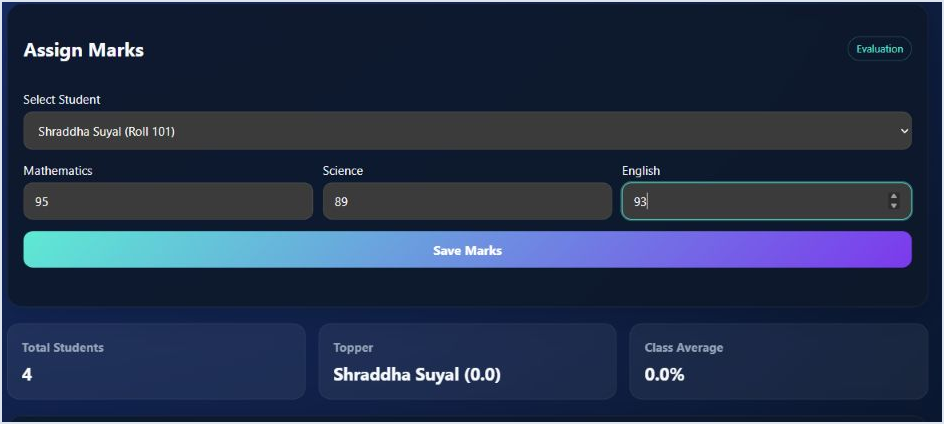 Assign Marks
Evaluation
Select Student
Shraddha Suyal (Roll 101)
Mathematics Science English
95 89 93
Save Marks
Total Students Topper Class Average
4 Shraddha Suyal (0.0) 0.0%